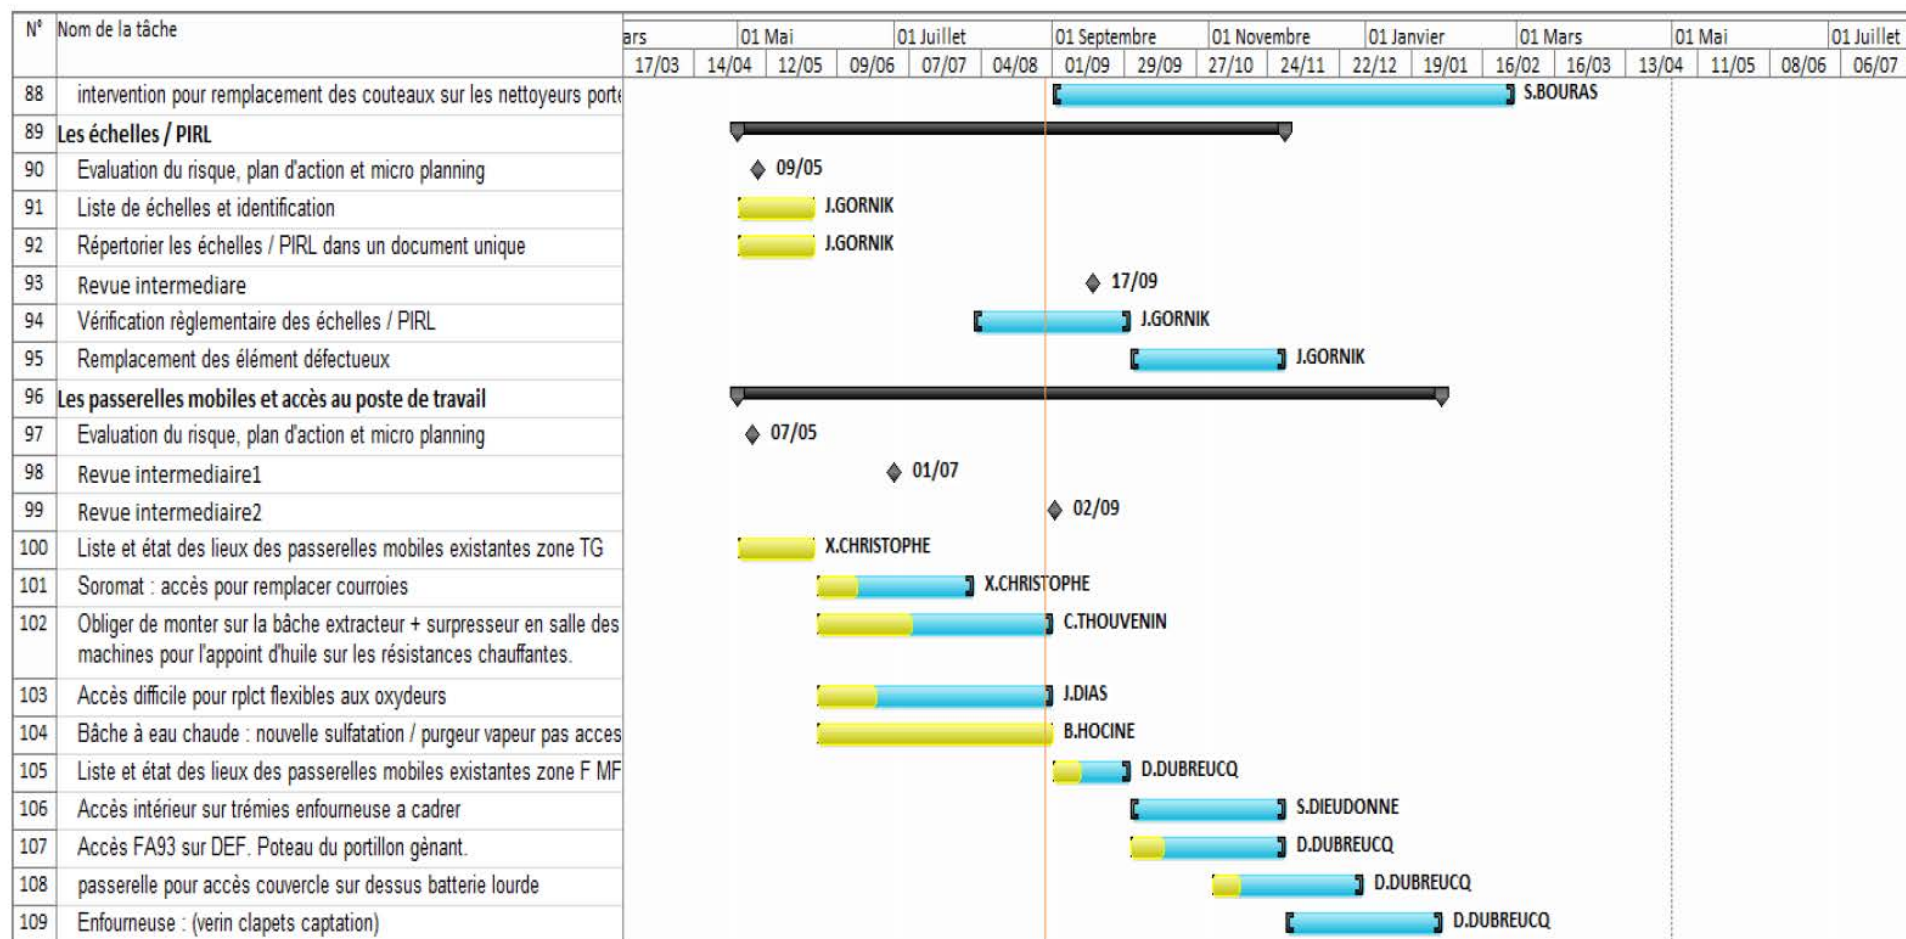 N° Nom de la tâche
ars 01 Mai 01 Juillet 01 Septembre 01 Novembre 01 Janvier 01 Mars 01 Mai 01 Juillet
17/03 14/04 12/05 09/06 07/07 04/08 01/09 29/09 27/10 24/11 22/12 19/01 16/02 16/03 13/04 11/05 08/06 06/07
88 intervention pour remplacement des couteaux sur les nettoyeurs porte S.BOURAS
89 Les échelles / PIRL
90 Evaluation du risque, plan d'action et micro planning 09/05
91 Liste de échelles et identification J.GORNIK
92 Répertorier les échelles / PIRL dans un document unique J.GORNIK
93 Revue intermediare 17/09
94 Vérification règlementaire des échelles / PIRL J.GORNIK
95 Remplacement des élément défectueux J.GORNIK
96 Les passerelles mobiles et accès au poste de travail
97 Evaluation du risque, plan d'action et micro planning 07/05
98 Revue intermediaire1 01/07
99 Revue intermediaire2 02/09
100 Liste et état des lieux des passerelles mobiles existantes zone TG X.CHRISTOPHE
101 Soromat : accès pour remplacer courroies X.CHRISTOPHE
102 Obliger de monter sur la bâche extracteur + surpresseur en salle des C.THOUVENIN
machines pour l'appoint d'huile sur les résistances chauffantes.
103 Accès difficile pour rplct flexibles aux oxydeurs J.DIAS
104 Bâche à eau chaude : nouvelle sulfatation / purgeur vapeur pas acces B.HOCINE
105 Liste et état des lieux des passerelles mobiles existantes zone F MF D.DUBREUCQ
106 Accès intérieur sur trémies enfourneuse a cadrer S.DIEUDONNE
107 Accès FA93 sur DEF. Poteau du portillon gènant. D.DUBREUCQ
108 passerelle pour accès couvercle sur dessus batterie lourde D.DUBREUCQ
109 Enfourneuse : (verin clapets captation) D.DUBREUCQ